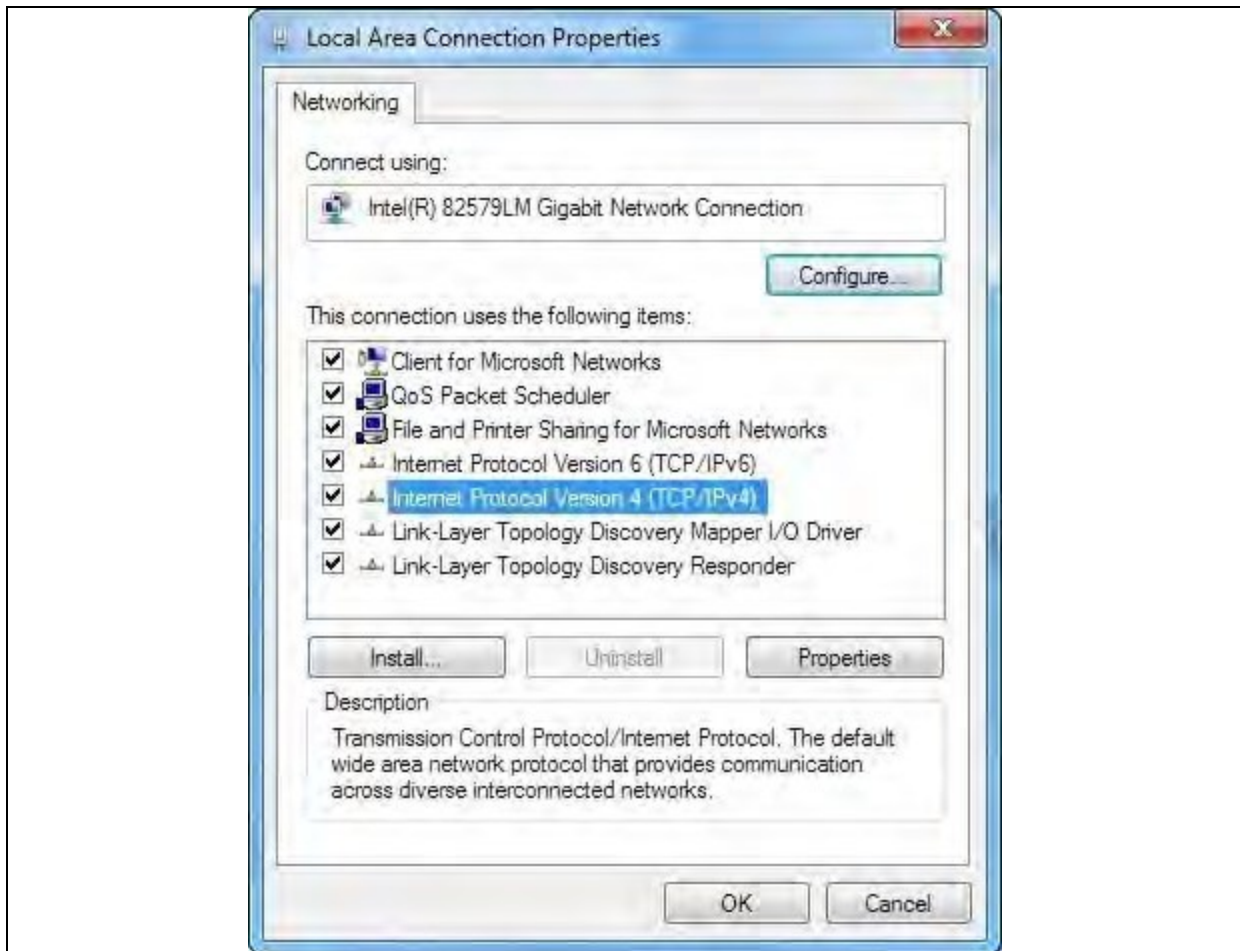 Local Area Connection Properties
Networking
Connect using:
Intel(R) 82579LM Gigabit Network Connection
Configure...
This connection uses the following items:
Client for Microsoft Networks
QoS Packet Scheduler
File and Printer Sharing for Microsoft Networks
Internet Protocol Version 6 (TCP/IPv6)
Internet Protocol Version 4 (TCP/IPv4)
Link-Layer Topology Discovery Mapper I/O Driver
Link-Layer Topology Discovery Responder
Install...
Uninstall
Properties
Description
Transmission Control Protocol/Internet Protocol. The default
wide area network protocol that provides communication
across diverse interconnected networks.
OK
Cancel